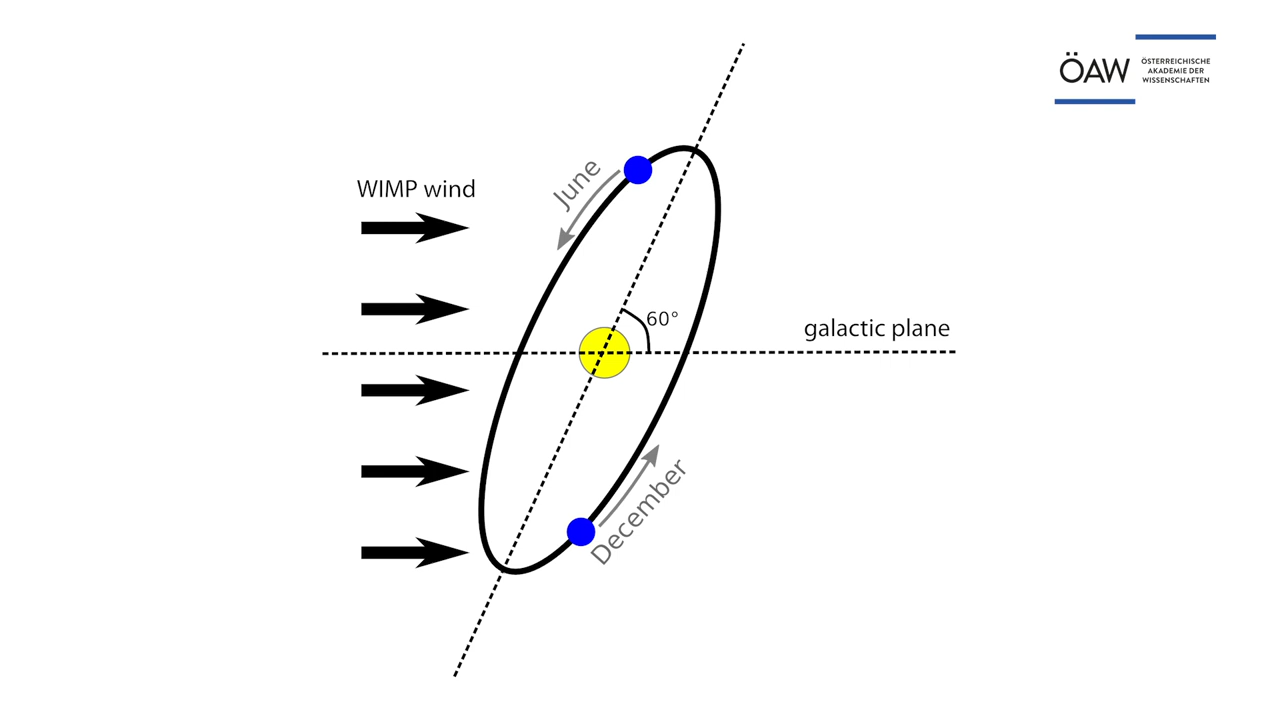 ÖAW
ÖSTERREICHISCHE
AKADEMIE DER
WISSENSCHAFTEN
WIMP wind
June
60°
galactic plane
December